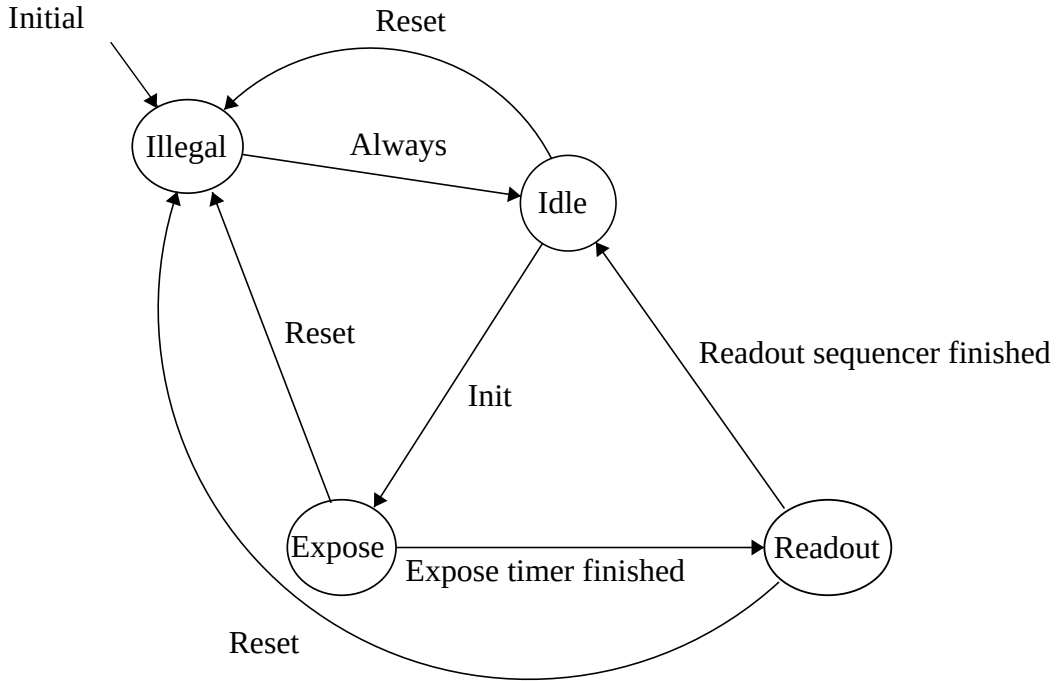 Initial
Reset
Illegal
Always
Idle
Reset
Readout sequencer finished
Init
Expose
Readout
Expose timer finished
Reset